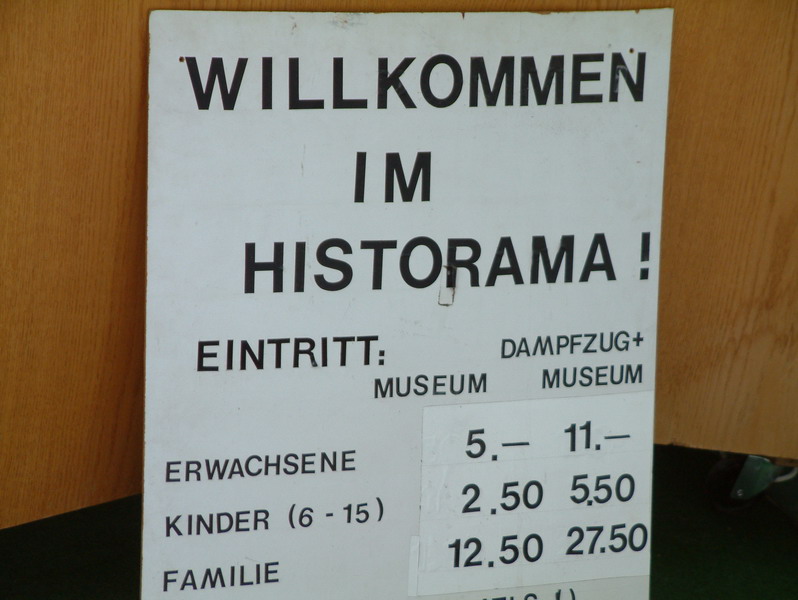 WILLKOMMEN
IM
HISTORAMA !
EINTRITT:
MUSEUM
DAMPFZUG+
MUSEUM
ERWACHSENE 5.— 11.—
KINDER (6 - 15) 2.50 5.50
FAMILIE 12.50 27.50